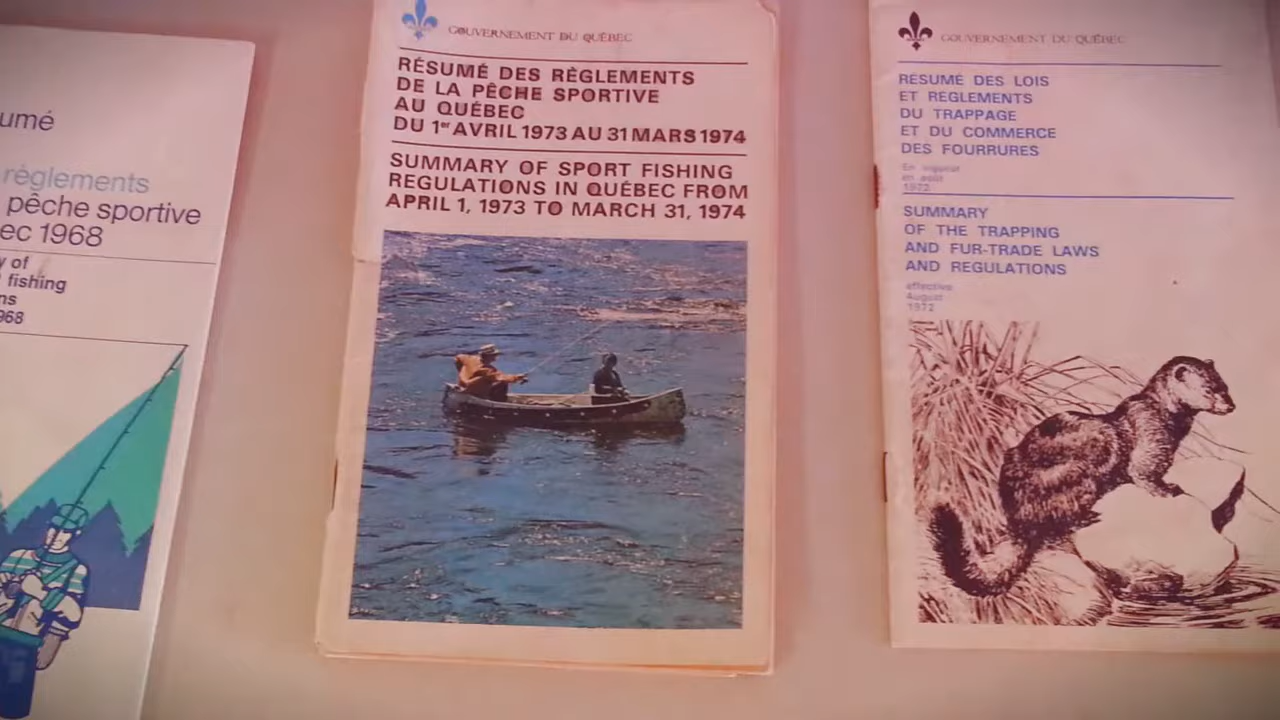 umé
règlements
pêche sportive
ec 1968
y of
fishing
ns
968
GOUVERNEMENT DU QUÉBEC
RÉSUMÉ DES RÈGLEMENTS
DE LA PÊCHE SPORTIVE
AU QUÉBEC
DU 1er AVRIL 1973 AU 31 MARS 1974
SUMMARY OF SPORT FISHING
REGULATIONS IN QUÉBEC FROM
APRIL 1, 1973 TO MARCH 31, 1974
GOUVERNEMENT DU QUÉBEC
RÉSUMÉ DES LOIS
ET RÈGLEMENTS
DU TRAPPAGE
ET DU COMMERCE
DES FOURRURES
En vigueur
en août
1972
SUMMARY
OF THE TRAPPING
AND FUR-TRADE LAWS
AND REGULATIONS
effective
August
1972